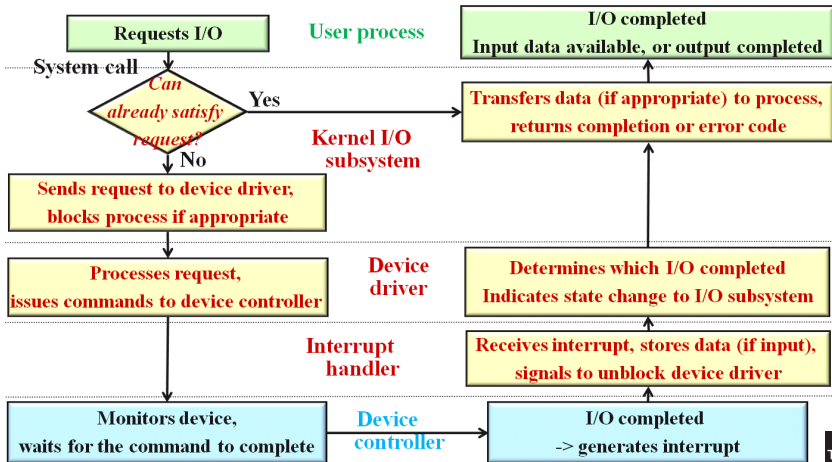 Requests I/O
User process
I/O completed
Input data available, or output completed
System call
Can
already satisfy
request?
Yes
No
Kernel I/O
subsystem
Transfers data (if appropriate) to process,
returns completion or error code
Sends request to device driver,
blocks process if appropriate
Processes request,
issues commands to device controller
Device
driver
Determines which I/O completed
Indicates state change to I/O subsystem
Interrupt
handler
Receives interrupt, stores data (if input),
signals to unblock device driver
Monitors device,
waits for the command to complete
Device
controller
I/O completed
-> generates interrupt